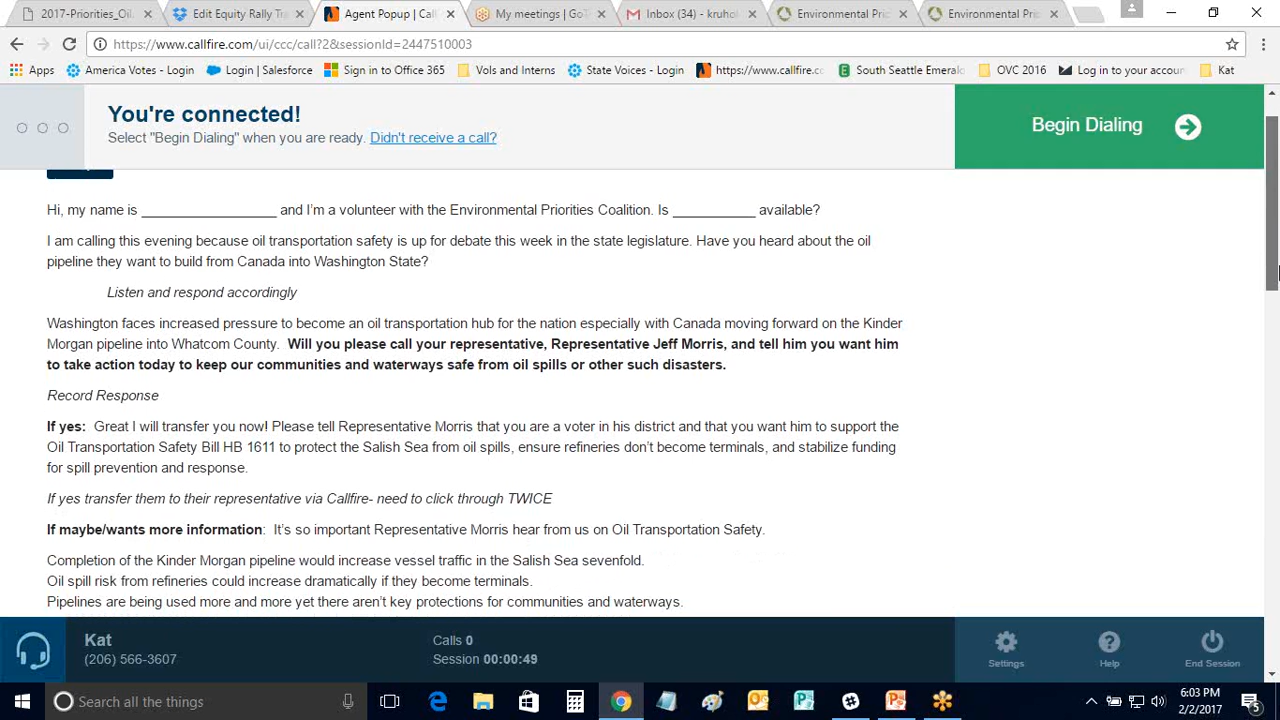 2017-Priorities_Oil.
Edit Equity Rally Tr
Agent Popup | Call
My meetings | GoT
Inbox (34) - kruhol
Environmental Pric
Environmental Pric
https://www.callfire.com/ui/ccc/call?2&sessionId=2447510003
Apps America Votes - Login Login | Salesforce Sign in to Office 365 Vols and Interns State Voices - Login https://www.callfire.co South Seattle Emeral OVC 2016 Log in to your accoun Kat
You're connected!
Select "Begin Dialing" when you are ready. Didn't receive a call?
Begin Dialing
Hi, my name is ________________ and I'm a volunteer with the Environmental Priorities Coalition. Is __________ available?
I am calling this evening because oil transportation safety is up for debate this week in the state legislature. Have you heard about the oil
pipeline they want to build from Canada into Washington State?
Listen and respond accordingly
Washington faces increased pressure to become an oil transportation hub for the nation especially with Canada moving forward on the Kinder
Morgan pipeline into Whatcom County. Will you please call your representative, Representative Jeff Morris, and tell him you want him
to take action today to keep our communities and waterways safe from oil spills or other such disasters.
Record Response
If yes: Great I will transfer you now! Please tell Representative Morris that you are a voter in his district and that you want him to support the
Oil Transportation Safety Bill HB 1611 to protect the Salish Sea from oil spills, ensure refineries don't become terminals, and stabilize funding
for spill prevention and response.
If yes transfer them to their representative via Callfire- need to click through TWICE
If maybe/wants more information: It's so important Representative Morris hear from us on Oil Transportation Safety.
Completion of the Kinder Morgan pipeline would increase vessel traffic in the Salish Sea sevenfold.
Oil spill risk from refineries could increase dramatically if they become terminals.
Pipelines are being used more and more yet there aren't key protections for communities and waterways.
Kat
(206) 566-3607
Calls 0
Session 00:00:49
Settings
Help
End Session
Search all the things
6:03 PM
2/2/2017
5